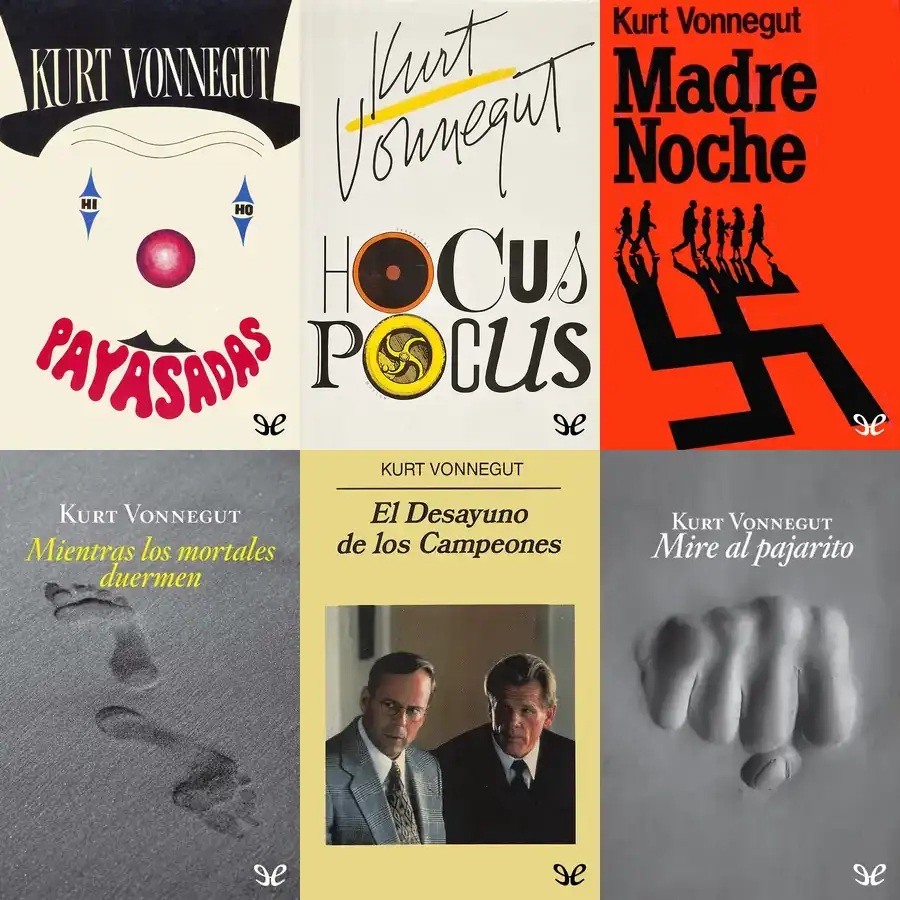 KURT VONNEGUT
HI
HO
PAYASADAS
Kurt
Vonnegut
HOCUS
POCUS
Kurt Vonnegut
Madre
Noche
KURT VONNEGUT
Mientras los mortales
duermen
KURT VONNEGUT
El Desayuno
de los Campeones
KURT VONNEGUT
Mire al pajarito